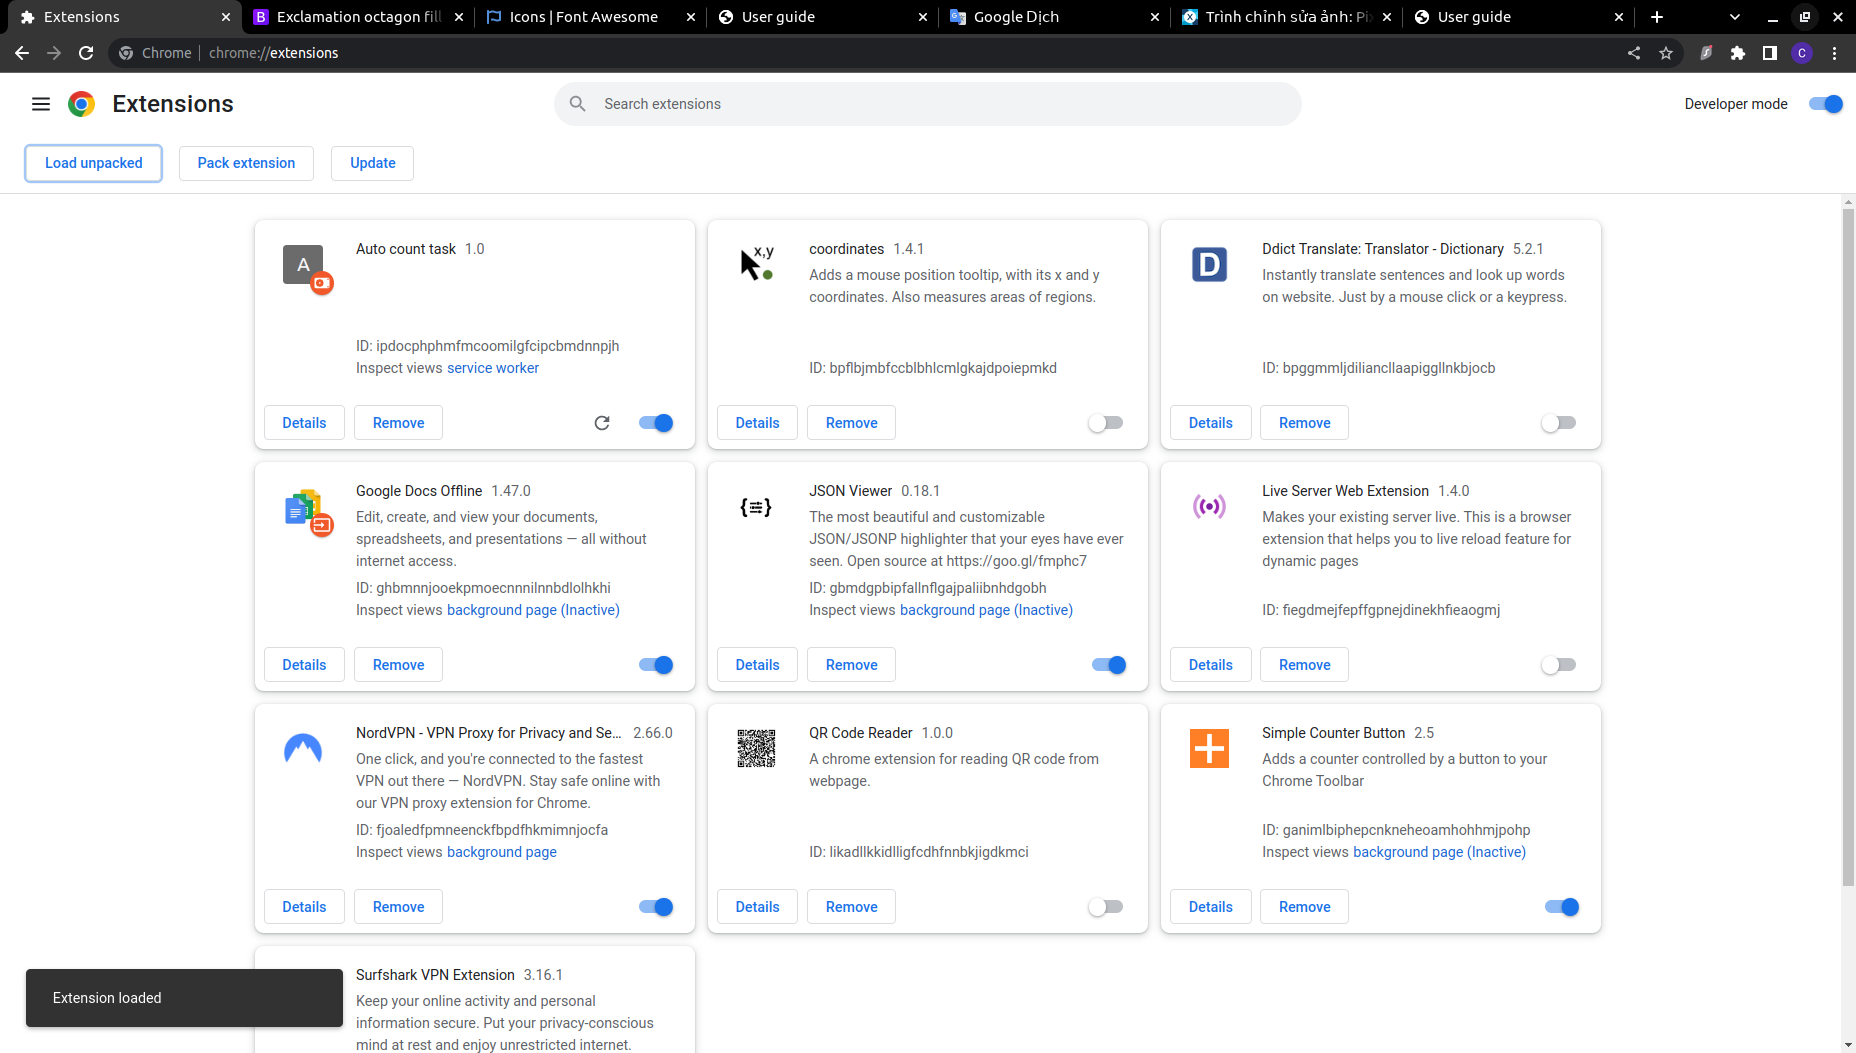 Extensions
Exclamation octagon fill
Icons | Font Awesome
User guide
Google Dịch
Trình chỉnh sửa ảnh: Pi
User guide
Chrome
chrome://extensions
C
Extensions
Search extensions
Developer mode
Load unpacked
Pack extension
Update
A
Auto count task 1.0
ID: ipdocphphmfmcoomilgfcipcbmdnnpjh
Inspect views service worker
Details
Remove
x,y
coordinates 1.4.1
Adds a mouse position tooltip, with its x and y
coordinates. Also measures areas of regions.
ID: bpflbjmbfccblbhlcmlgkajdpoiepmkd
Details
Remove
D
Ddict Translate: Translator - Dictionary 5.2.1
Instantly translate sentences and look up words
on website. Just by a mouse click or a keypress.
ID: bpggmmljdiliancllaapiggllnkbjocb
Details
Remove
Google Docs Offline 1.47.0
Edit, create, and view your documents,
spreadsheets, and presentations — all without
internet access.
ID: ghbmnnjooekpmoecnnnilnnbdlolhkhi
Inspect views background page (Inactive)
Details
Remove
JSON Viewer 0.18.1
The most beautiful and customizable
JSON/JSONP highlighter that your eyes have ever
seen. Open source at https://goo.gl/fmphc7
ID: gbmdgpbipfallnflgajpaliibnhdgobh
Inspect views background page (Inactive)
Details
Remove
Live Server Web Extension 1.4.0
Makes your existing server live. This is a browser
extension that helps you to live reload feature for
dynamic pages
ID: fiegdmejfepffgpnejdinekhfieaogmj
Details
Remove
NordVPN - VPN Proxy for Privacy and Se... 2.66.0
One click, and you're connected to the fastest
VPN out there — NordVPN. Stay safe online with
our VPN proxy extension for Chrome.
ID: fjoaledfpmneenckfbpdfhkmimnjocfa
Inspect views background page
Details
Remove
QR Code Reader 1.0.0
A chrome extension for reading QR code from
webpage.
ID: likadllkkidlligfcdhfnnbkjigdkmci
Details
Remove
Simple Counter Button 2.5
Adds a counter controlled by a button to your
Chrome Toolbar
ID: ganimlbiphepcnkneheoamhohhmjpohp
Inspect views background page (Inactive)
Details
Remove
Surfshark VPN Extension 3.16.1
Keep your online activity and personal
information secure. Put your privacy-conscious
mind at rest and enjoy unrestricted internet.
Extension loaded